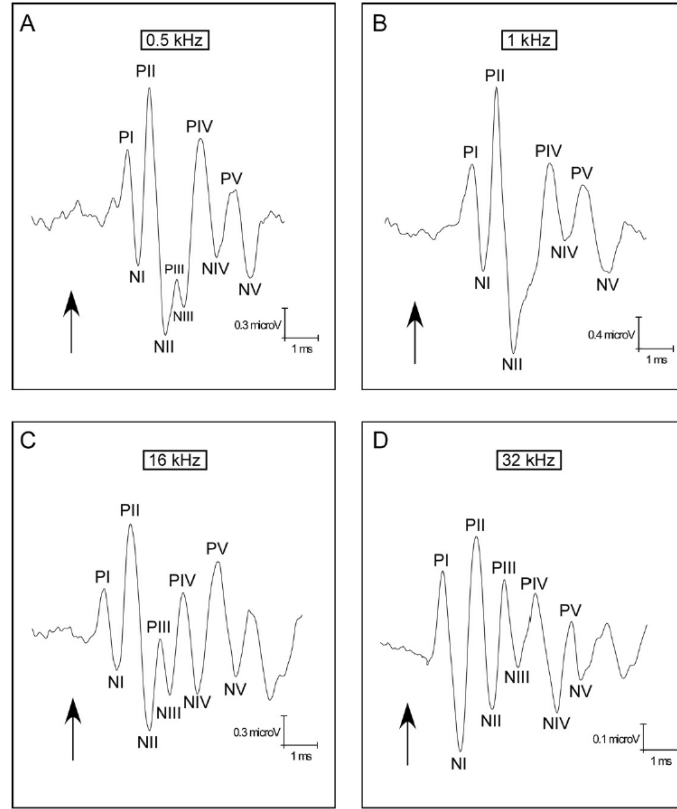 A
0.5 kHz
PII
PIV
PI
PV
PIII
NI
NIV
NIII
NV
NII
0.3 microV
1 ms
B
1 kHz
PII
PI
PIV
PV
NIV
NI
NV
NII
0.4 microV
1 ms
C
16 kHz
PII
PV
PI
PIV
PIII
NI
NV
NIII
NIV
NII
0.3 microV
1 ms
D
32 kHz
PII
PI
PIII
PIV
PV
NIII
NV
NII
NIV
NI
0.1 microV
1 ms